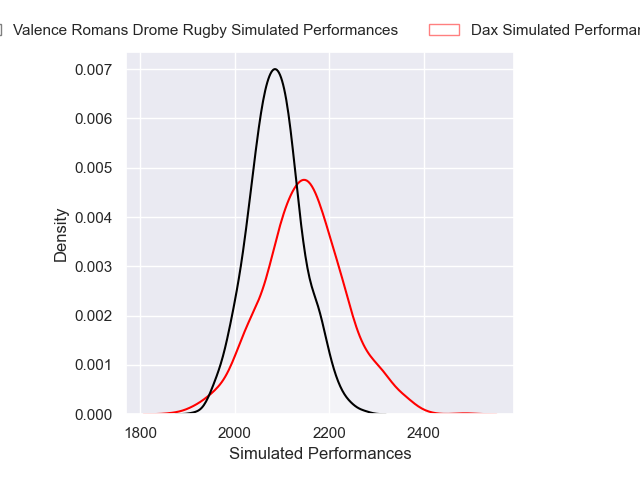 Valence Romans Drome Rugby Simulated Performances
Dax Simulated
0.007
0.006
0.005
0.004
0.003
0.002
0.001
0.000
Density
1800 2000 2200 2400
Simulated Performances